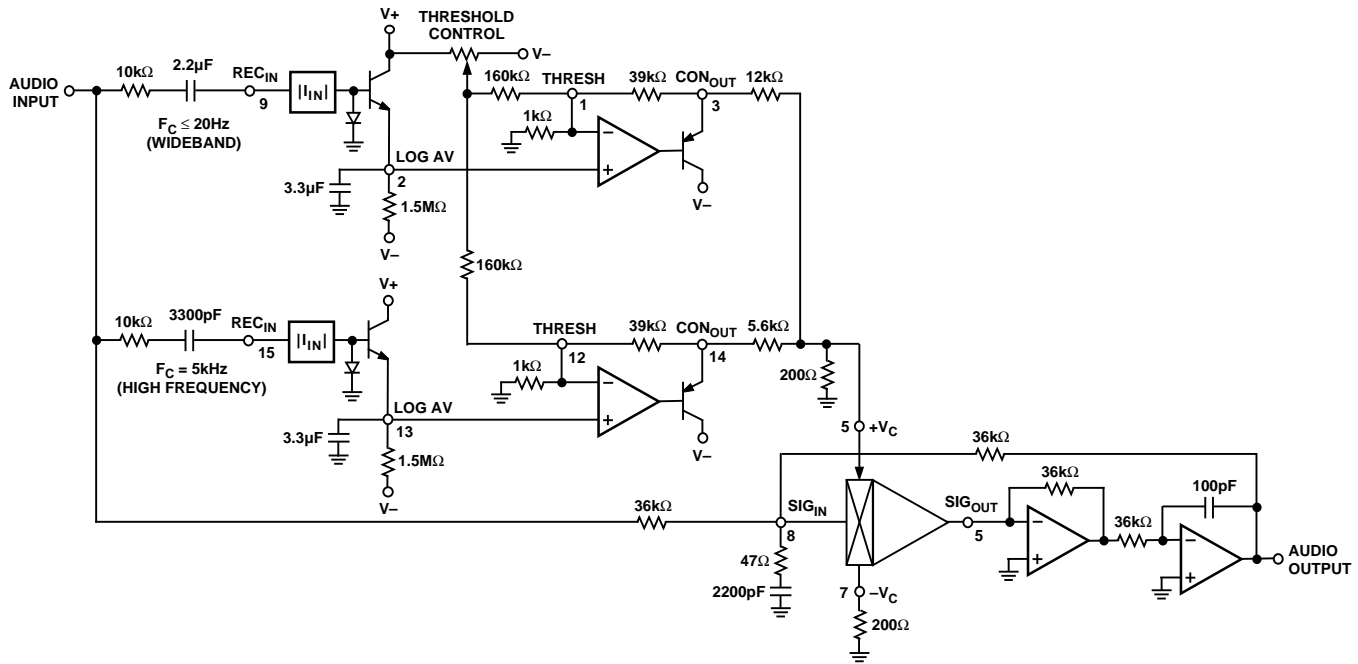 V+
THRESHOLD
CONTROL
V–
AUDIO
INPUT
10kΩ
2.2µF
REC_IN
9
|I_IN|
F_C ≤ 20Hz
(WIDEBAND)
160kΩ
THRESH
1
39kΩ
CON_OUT
3
12kΩ
1kΩ
–
+
V–
LOG AV
2
3.3µF
1.5MΩ
V–
160kΩ
V+
10kΩ
3300pF
REC_IN
15
|I_IN|
F_C = 5kHz
(HIGH FREQUENCY)
THRESH
12
39kΩ
CON_OUT
14
5.6kΩ
1kΩ
–
+
V–
200Ω
LOG AV
13
3.3µF
1.5MΩ
V–
5
+V_C
36kΩ
36kΩ
SIG_IN
8
SIG_OUT
5
36kΩ
–
+
36kΩ
100pF
–
+
AUDIO
OUTPUT
47Ω
2200pF
7
–V_C
200Ω